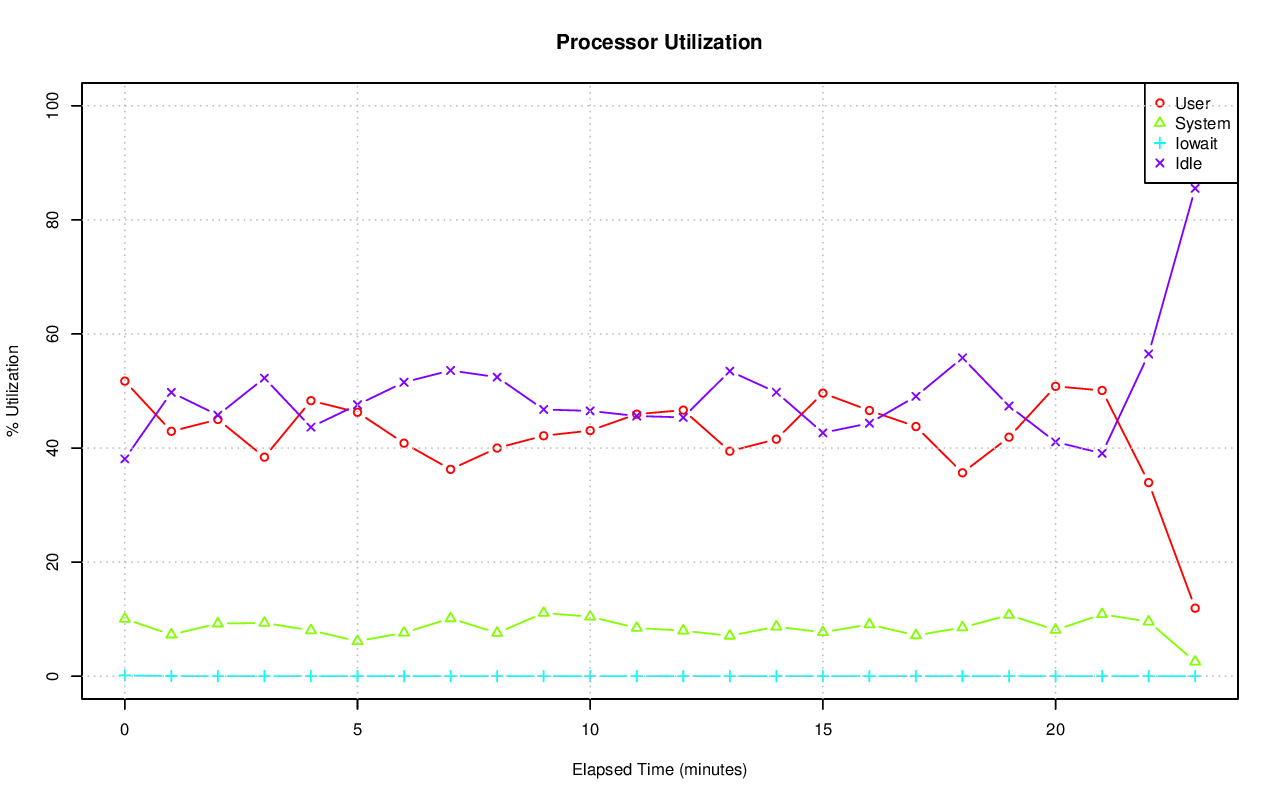 Processor Utilization
100
80
60
40
20
0
% Utilization
User
System
Iowait
Idle
0 5 10 15 20
Elapsed Time (minutes)